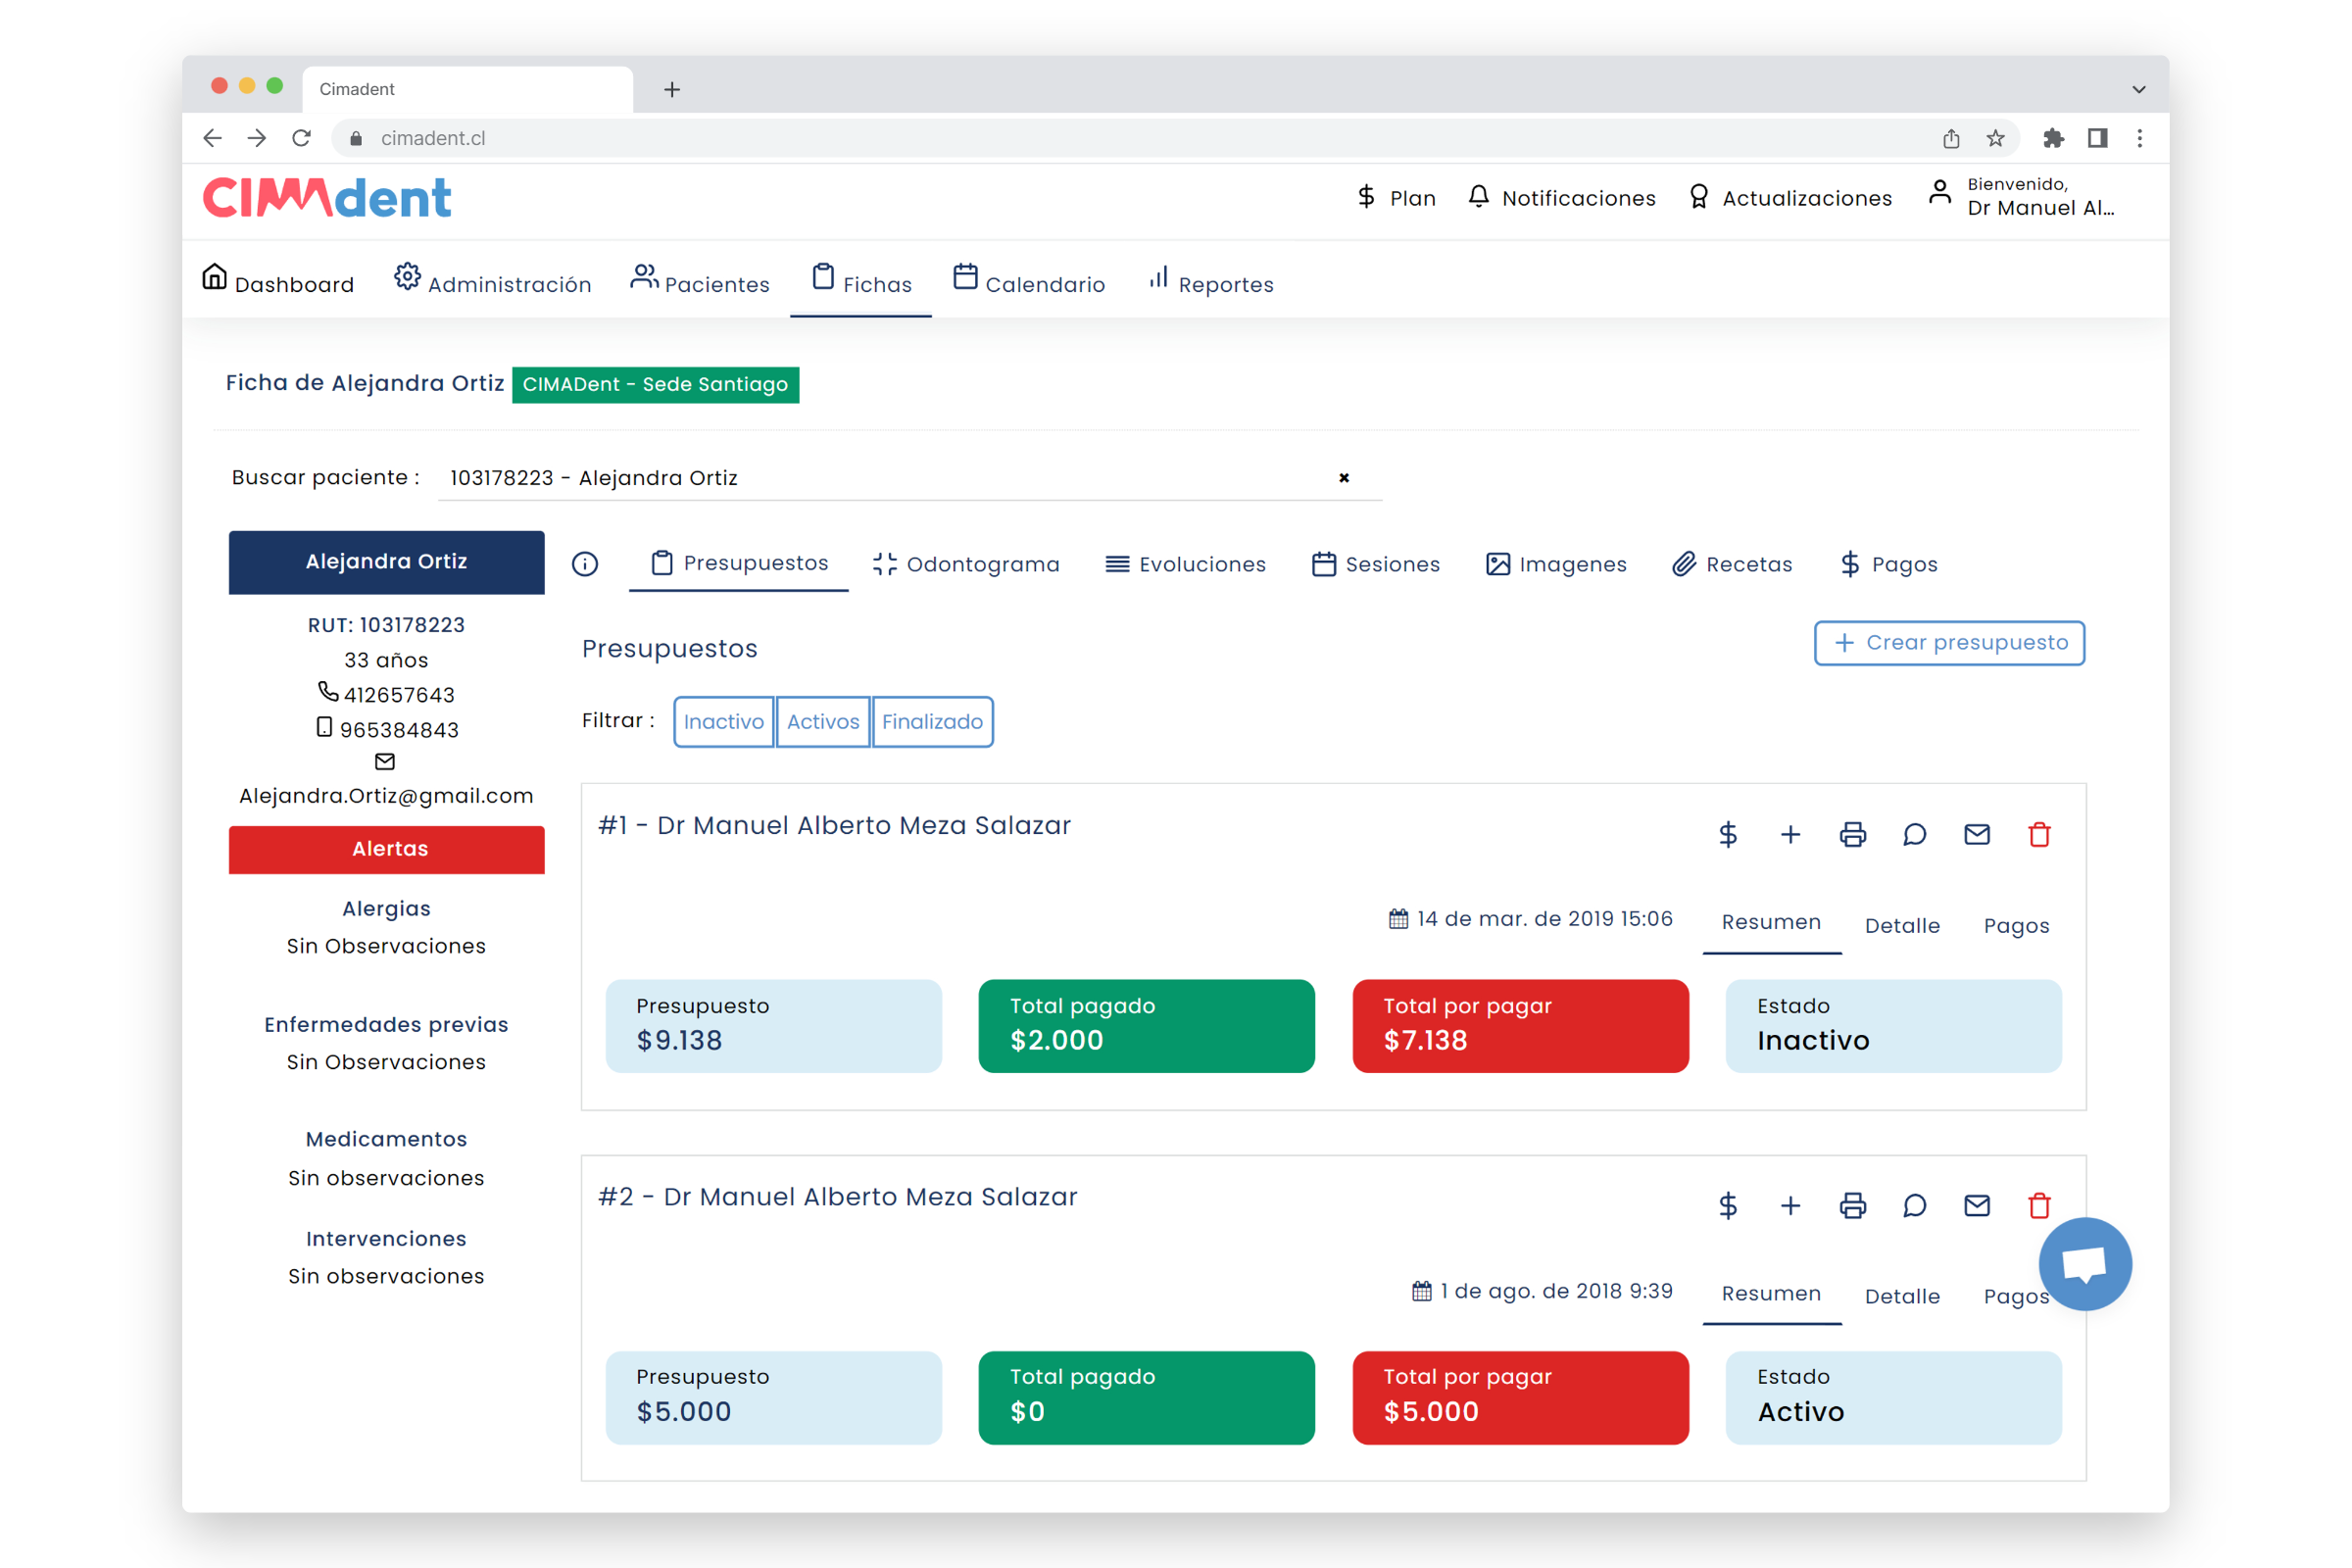 Cimadent
cimadent.cl
CIMAdent
Plan
Notificaciones
Actualizaciones
Bienvenido,
Dr Manuel Al...
Dashboard
Administración
Pacientes
Fichas
Calendario
Reportes
Ficha de Alejandra Ortiz
CIMADent - Sede Santiago
Buscar paciente :
103178223 - Alejandra Ortiz
Alejandra Ortiz
RUT: 103178223
33 años
412657643
965384843
Alejandra.Ortiz@gmail.com
Alertas
Alergias
Sin Observaciones
Enfermedades previas
Sin Observaciones
Medicamentos
Sin observaciones
Intervenciones
Sin observaciones
Presupuestos
Odontograma
Evoluciones
Sesiones
Imagenes
Recetas
Pagos
Presupuestos
Crear presupuesto
Filtrar :
Inactivo
Activos
Finalizado
#1 - Dr Manuel Alberto Meza Salazar
14 de mar. de 2019 15:06
Resumen
Detalle
Pagos
Presupuesto
$9.138
Total pagado
$2.000
Total por pagar
$7.138
Estado
Inactivo
#2 - Dr Manuel Alberto Meza Salazar
1 de ago. de 2018 9:39
Resumen
Detalle
Pagos
Presupuesto
$5.000
Total pagado
$0
Total por pagar
$5.000
Estado
Activo